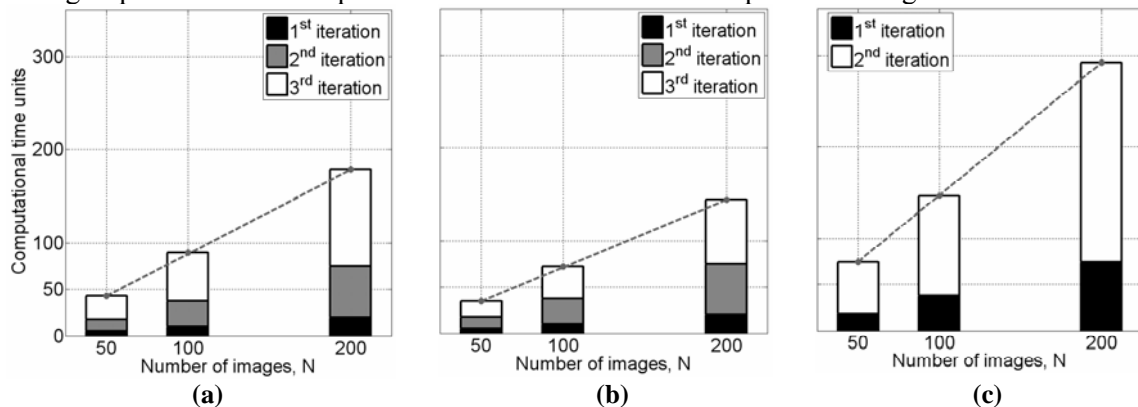 1st iteration
2nd iteration
3rd iteration
Computational time units
300
200
100
50
0
50 100 200
Number of images, N
(a)
1st iteration
2nd iteration
3rd iteration
50 100 200
Number of images, N
(b)
1st iteration
2nd iteration
50 100 200
Number of images, N
(c)